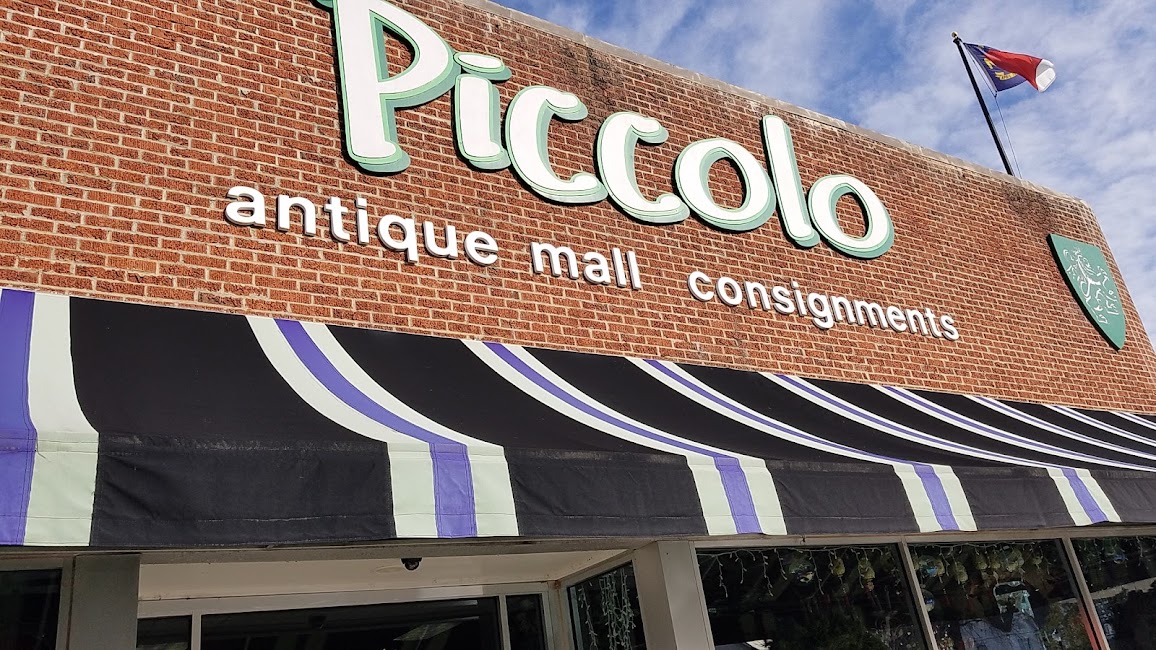 Piccolo
antique mall consignments